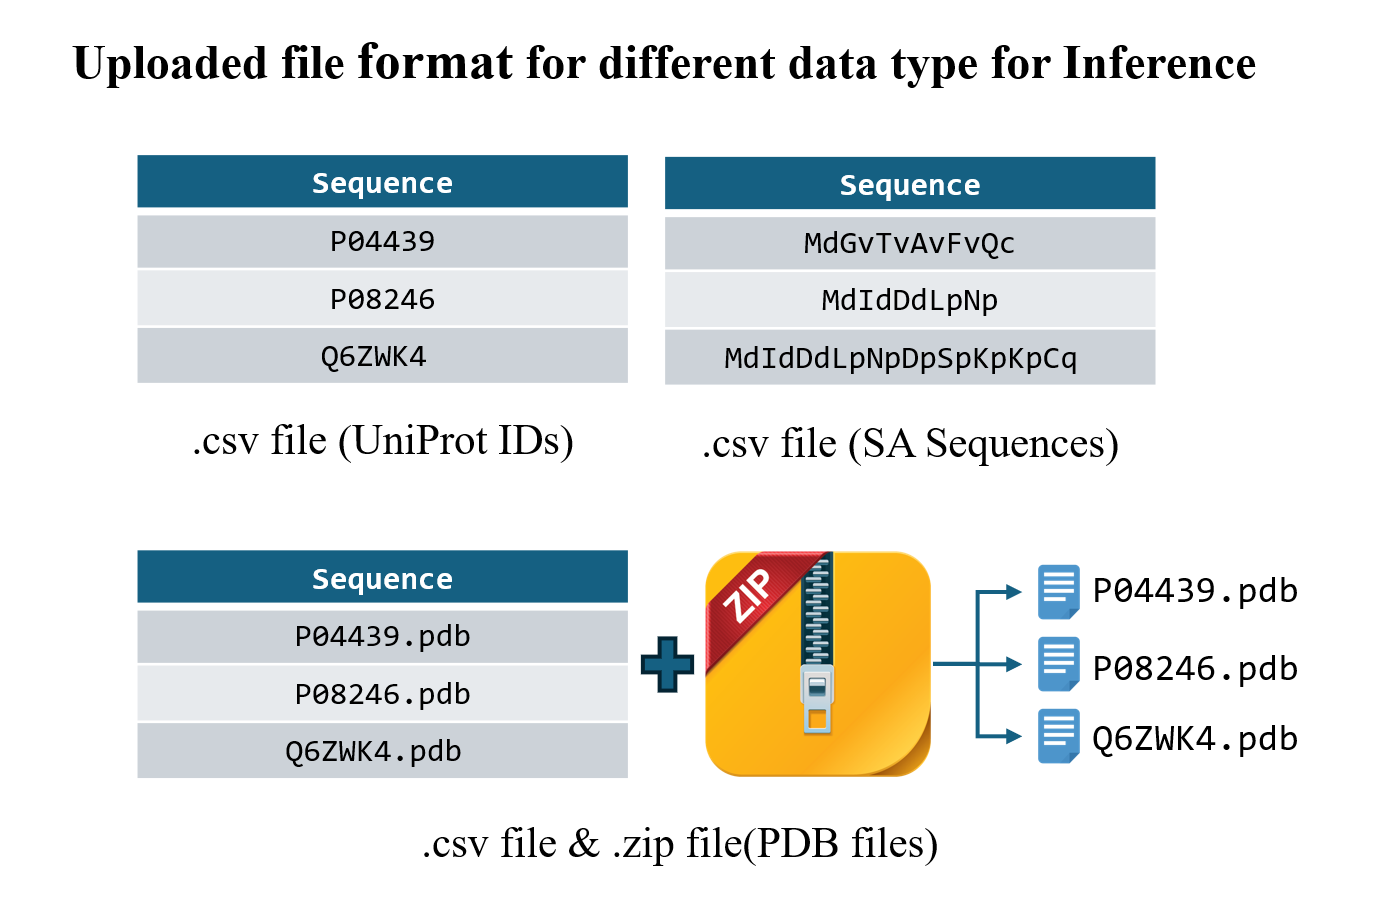 Uploaded file format for different data type for Inference
Sequence
P04439
P08246
Q6ZWK4
.csv file (UniProt IDs)
Sequence
MdGvTvAvFvQc
MdIdDdLpNp
MdIdDdLpNpDpSpKpKpCq
.csv file (SA Sequences)
Sequence
P04439.pdb
P08246.pdb
Q6ZWK4.pdb
ZIP
P04439.pdb
P08246.pdb
Q6ZWK4.pdb
.csv file & .zip file(PDB files)